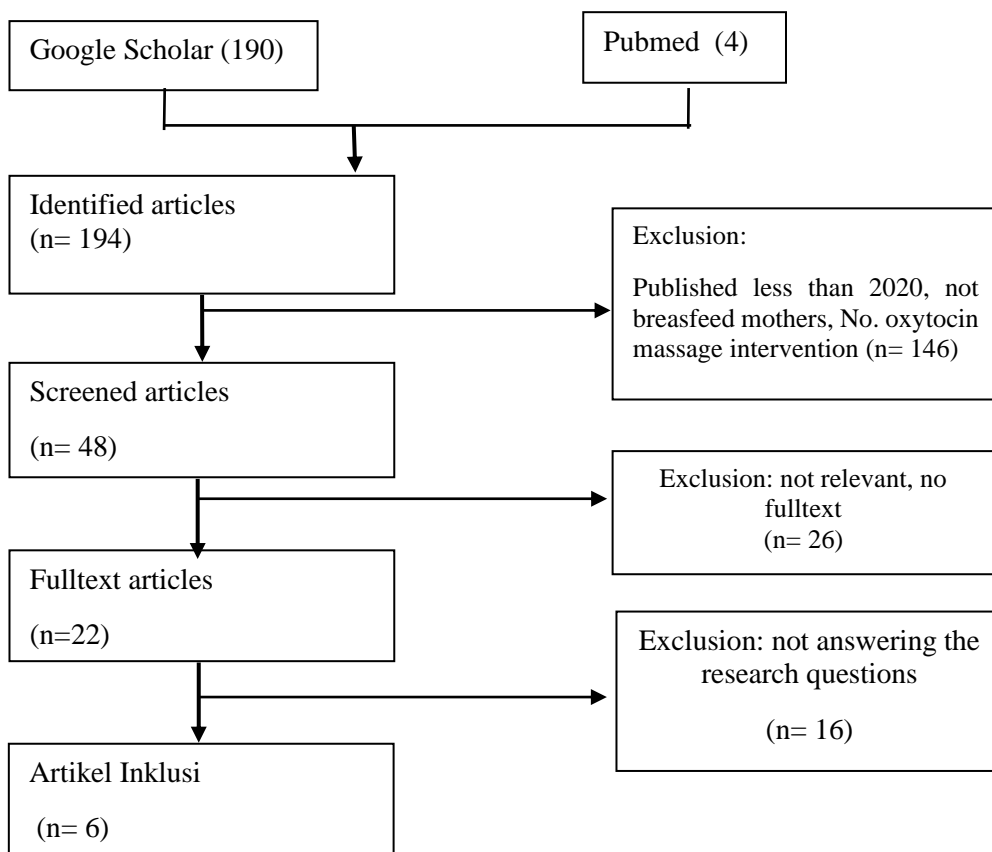 Google Scholar (190)
Pubmed (4)
Identified articles
(n= 194)
Exclusion:
Published less than 2020, not
breasfeed mothers, No. oxytocin
massage intervention (n= 146)
Screened articles
(n= 48)
Exclusion: not relevant, no
fulltext
(n= 26)
Fulltext articles
(n=22)
Exclusion: not answering the
research questions
(n= 16)
Artikel Inklusi
(n= 6)